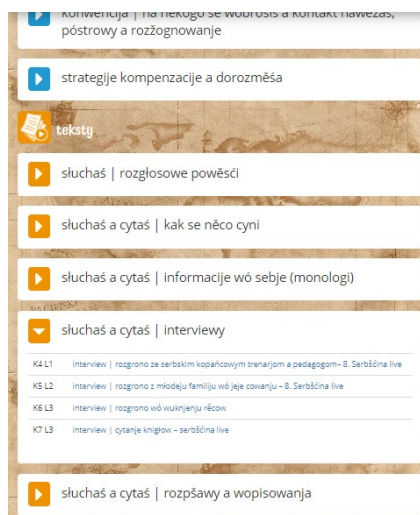 konwencija | na někogo se wobrośiś a kontakt nawězaś,
póstrowy a rozžognowanje
strategije kompenzacije a dorozměśa
teksty
słuchaś | rozgłosowe powěsći
słuchaś a cytaś | kak se něco cyni
słuchaś a cytaś | informacije wó sebje (monologi)
słuchaś a cytaś | interviewy
K4 L1 interview | rozgrono ze serbskim kopańcowym trenarjom a pedagogom– 8. Serbšćina live
K5 L2 interview | rozgrono z młodeju familiju wó jeje cowanju – 8. Serbšćina live
K6 L3 interview | rozgrono wó wuknjenju rěcow
K7 L3 interview | cytanje knigłow – serbšćina live
słuchaś a cytaś | rozpšawy a wopisowanja